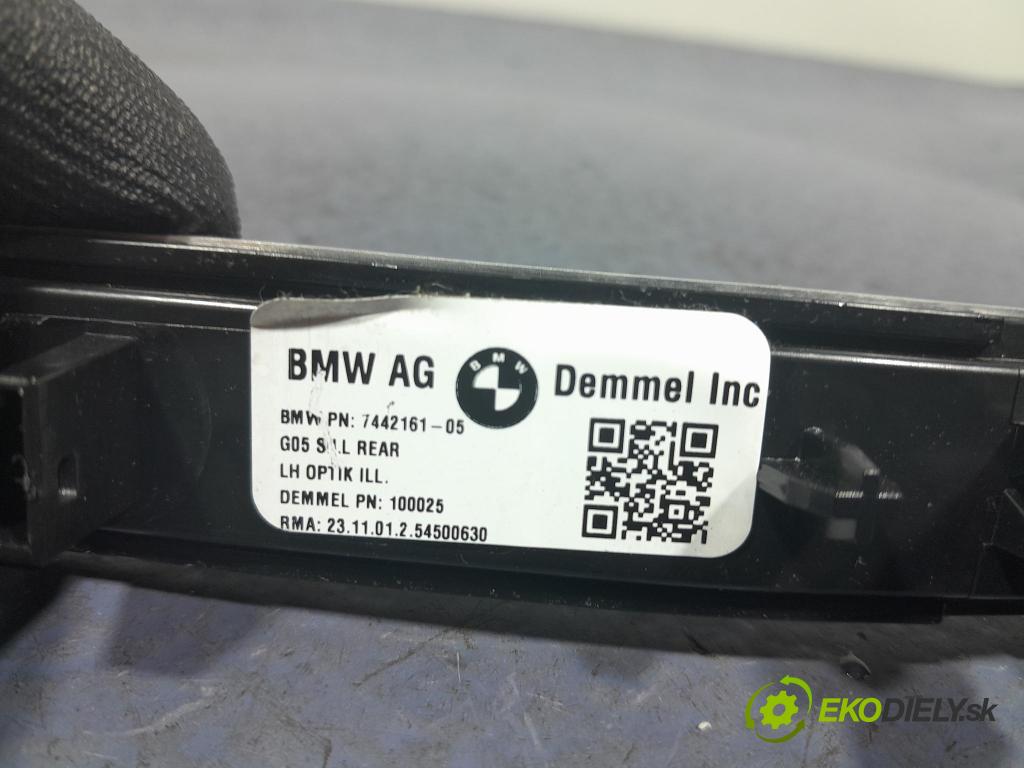 BMW AG BMW Demmel Inc
BMW PN: 7442161-05
G05 SILL REAR
LH OPTIK ILL.
DEMMEL PN: 100025
RMA: 23.11.01.2.54500630
EKODIELY.sk